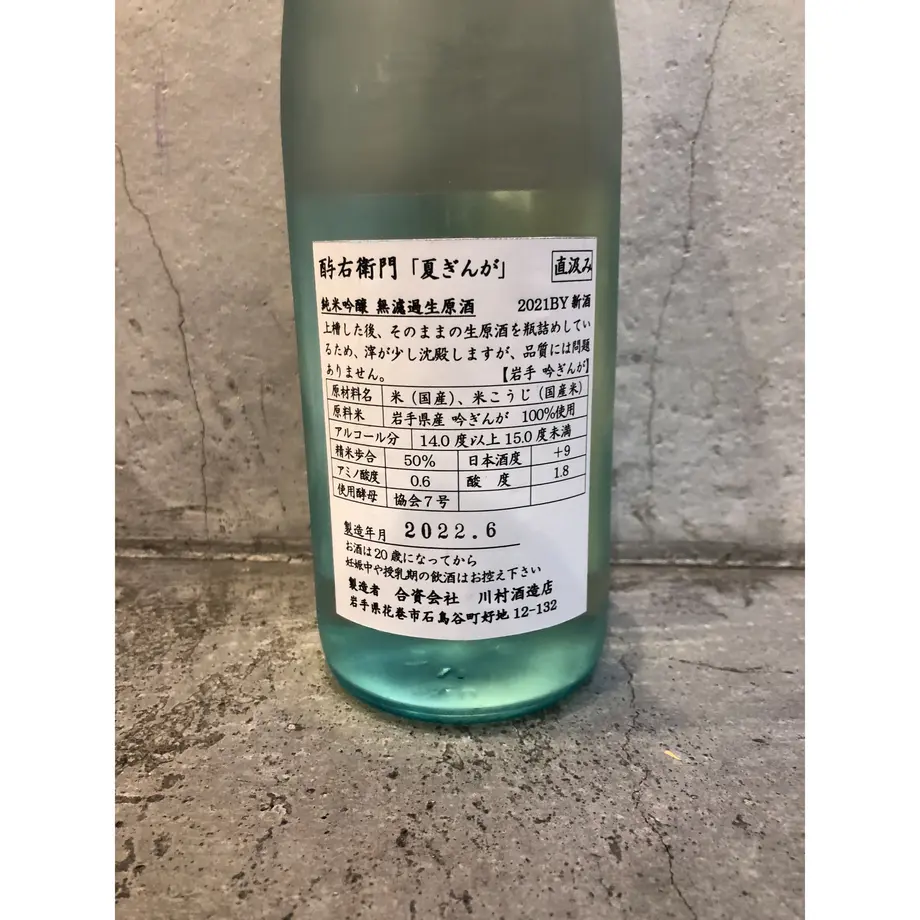 酔右衛門「夏ぎんが」 直汲み
純米吟醸 無濾過生原酒 2021BY 新酒
上槽した後、そのままの生原酒を瓶詰めしてい
るため、滓が少し沈殿しますが、品質には問題
ありません。 【岩手 吟ぎんが】
原材料名 米（国産）、米こうじ（国産米）
原料米 岩手県産 吟ぎんが 100%使用
アルコール分 14.0 度以上 15.0 度未満
精米歩合 50% 日本酒度 +9
アミノ酸度 0.6 酸 度 1.8
使用酵母 協会7号
製造年月 2022.6
お酒は20歳になってから
妊娠中や授乳期の飲酒はお控え下さい
製造者 合資会社 川村酒造店
岩手県花巻市石鳥谷町好地 12-132